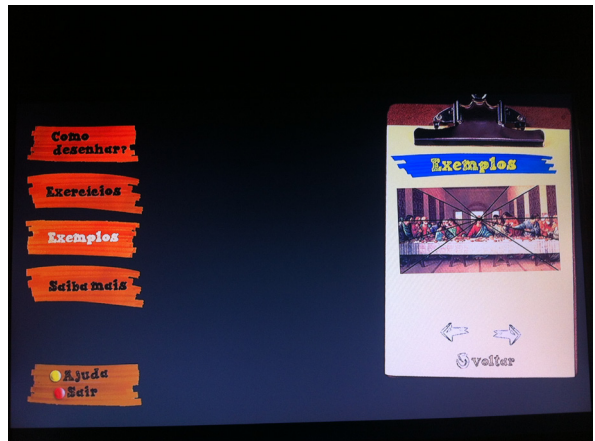 Como
desenhar?
Exercícios
Exemplos
Saiba mais
Ajuda
Sair
Exemplos
voltar